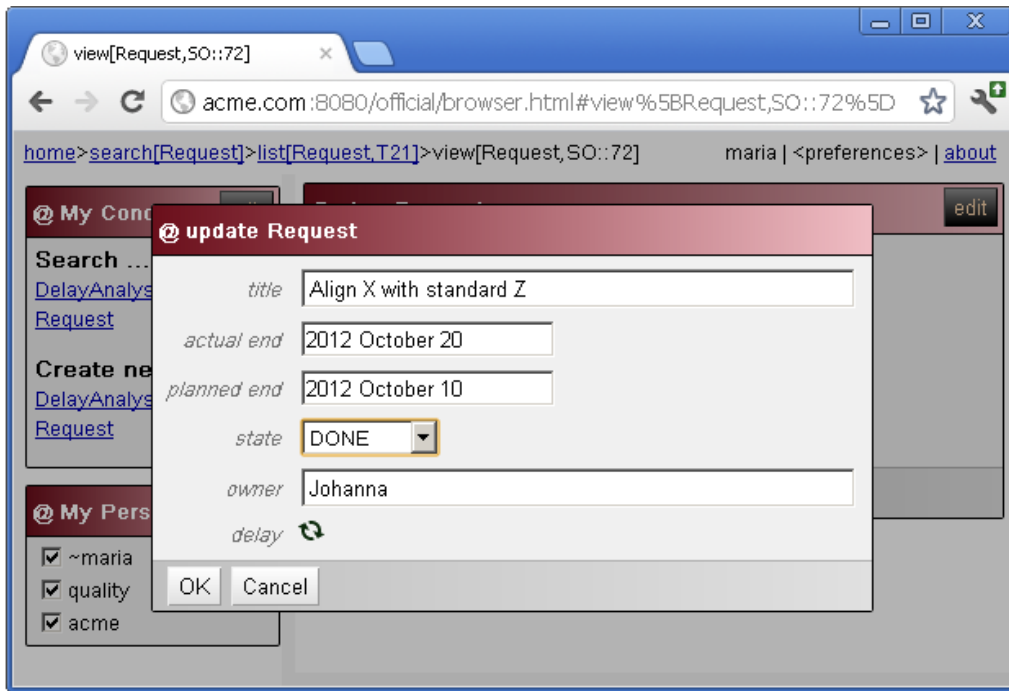 view[Request,SO::72]
acme.com:8080/official/browser.html#view%5BRequest,SO::72%5D
home>search[Request]>list[Request,T21]>view[Request,SO::72] maria | <preferences> | about
@ My Cond
edit
@ update Request
Search ...
DelayAnalys
Request
Create ne
DelayAnalys
Request
title Align X with standard Z
actual end 2012 October 20
planned end 2012 October 10
state DONE
owner Johanna
delay
@ My Pers
~maria
quality
acme
OK Cancel